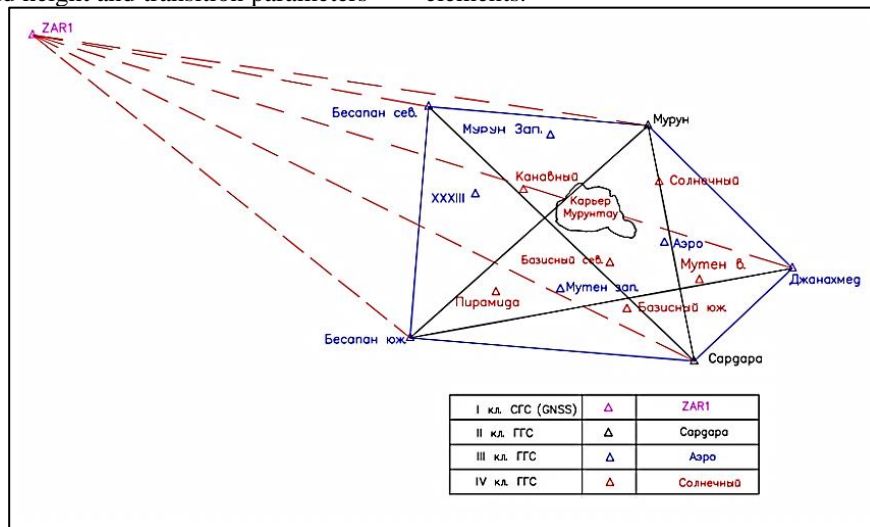 ZAR1
Бесапан сев.
Мурун
Мурун Зап.
Канавный
Солнечный
XXXIII
Карьер
Мурунтау
Аэро
Базисный сев.
Мутен в.
Джанахмед
Пирамида
Мутен зап.
Базисный юж.
Бесапан юж.
Сардара
I кл. СГС (GNSS) ZAR1
II кл. ГГС Сардара
III кл. ГГС Аэро
IV кл. ГГС Солнечный